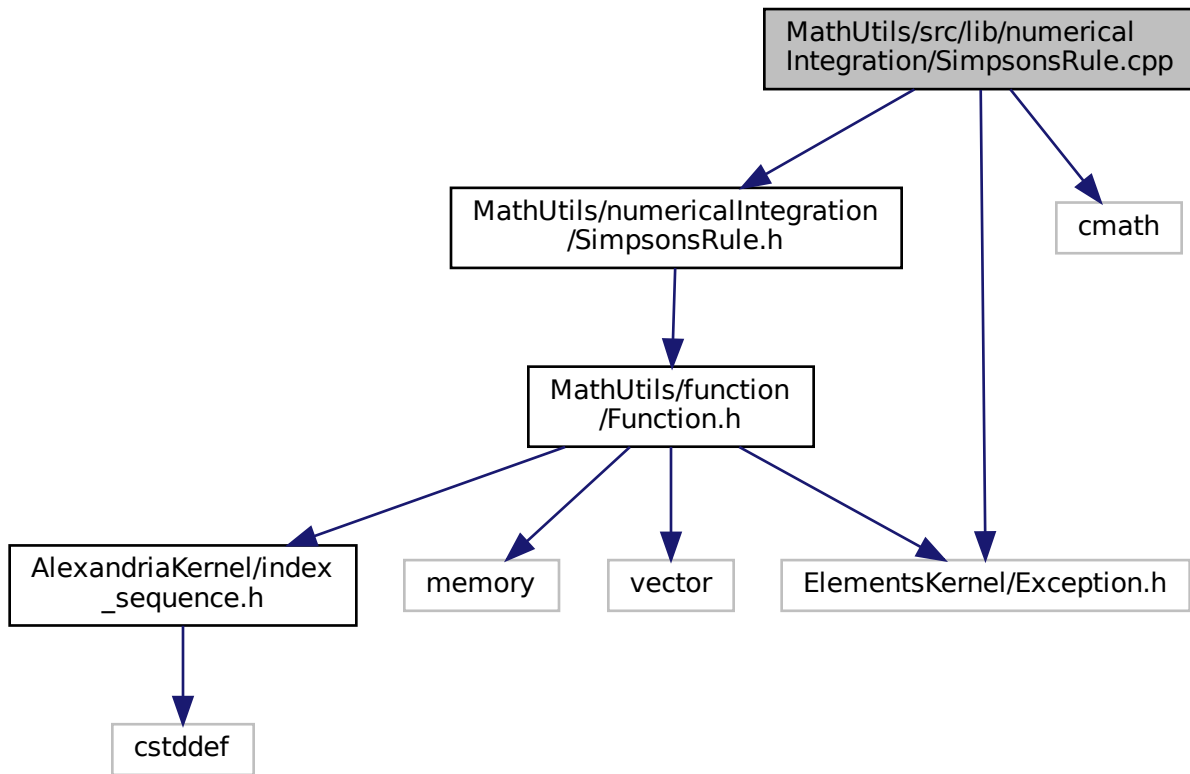 MathUtils/src/lib/numerical
Integration/SimpsonsRule.cpp
MathUtils/numericalIntegration
/SimpsonsRule.h
cmath
MathUtils/function
/Function.h
AlexandriaKernel/index
_sequence.h
memory
vector
ElementsKernel/Exception.h
cstddef